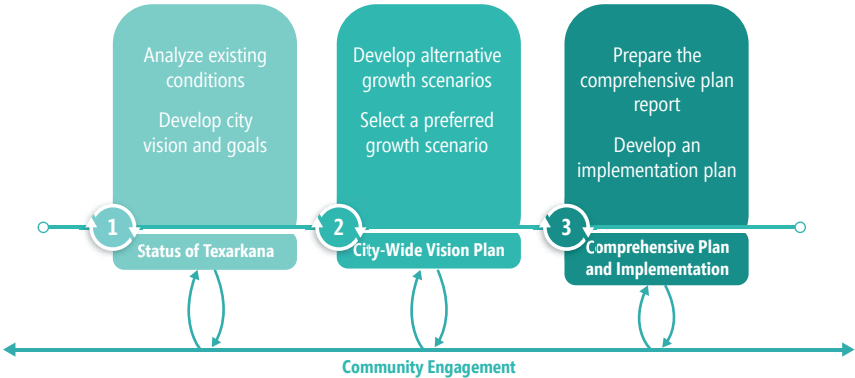 Analyze existing
conditions
Develop city
vision and goals
1
Status of Texarkana
Develop alternative
growth scenarios
Select a preferred
growth scenario
2
City-Wide Vision Plan
Prepare the
comprehensive plan
report
Develop an
implementation plan
3
Comprehensive Plan
and Implementation
Community Engagement